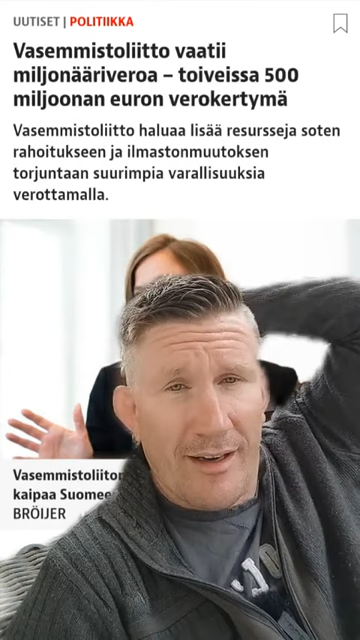 UUTISET | POLITIIKKA
Vasemmistoliitto vaatii
miljonääriveroa – toiveissa 500
miljoonan euron verokertymä
Vasemmistoliitto haluaa lisää resursseja soten
rahoitukseen ja ilmastonmuutoksen
torjuntaan suurimpia varallisuuksia
verottamalla.
Vasemmistoliiton
kaipaa Suomee
BRÖIJER